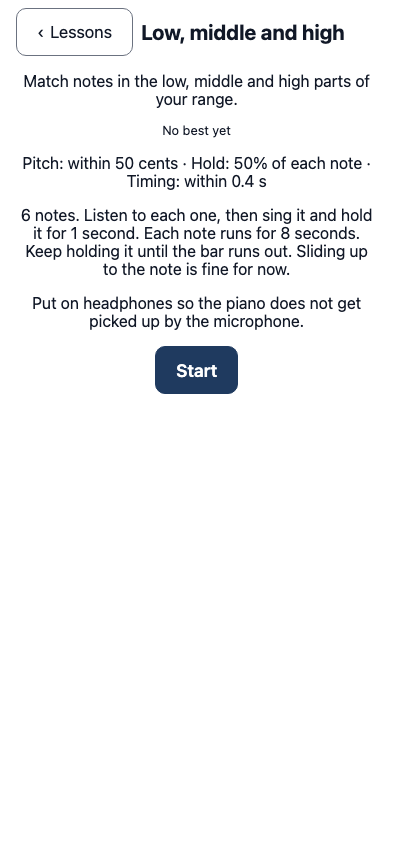 ‹ Lessons
Low, middle and high
Match notes in the low, middle and high parts of
your range.
No best yet
Pitch: within 50 cents · Hold: 50% of each note ·
Timing: within 0.4 s
6 notes. Listen to each one, then sing it and hold
it for 1 second. Each note runs for 8 seconds.
Keep holding it until the bar runs out. Sliding up
to the note is fine for now.
Put on headphones so the piano does not get
picked up by the microphone.
Start